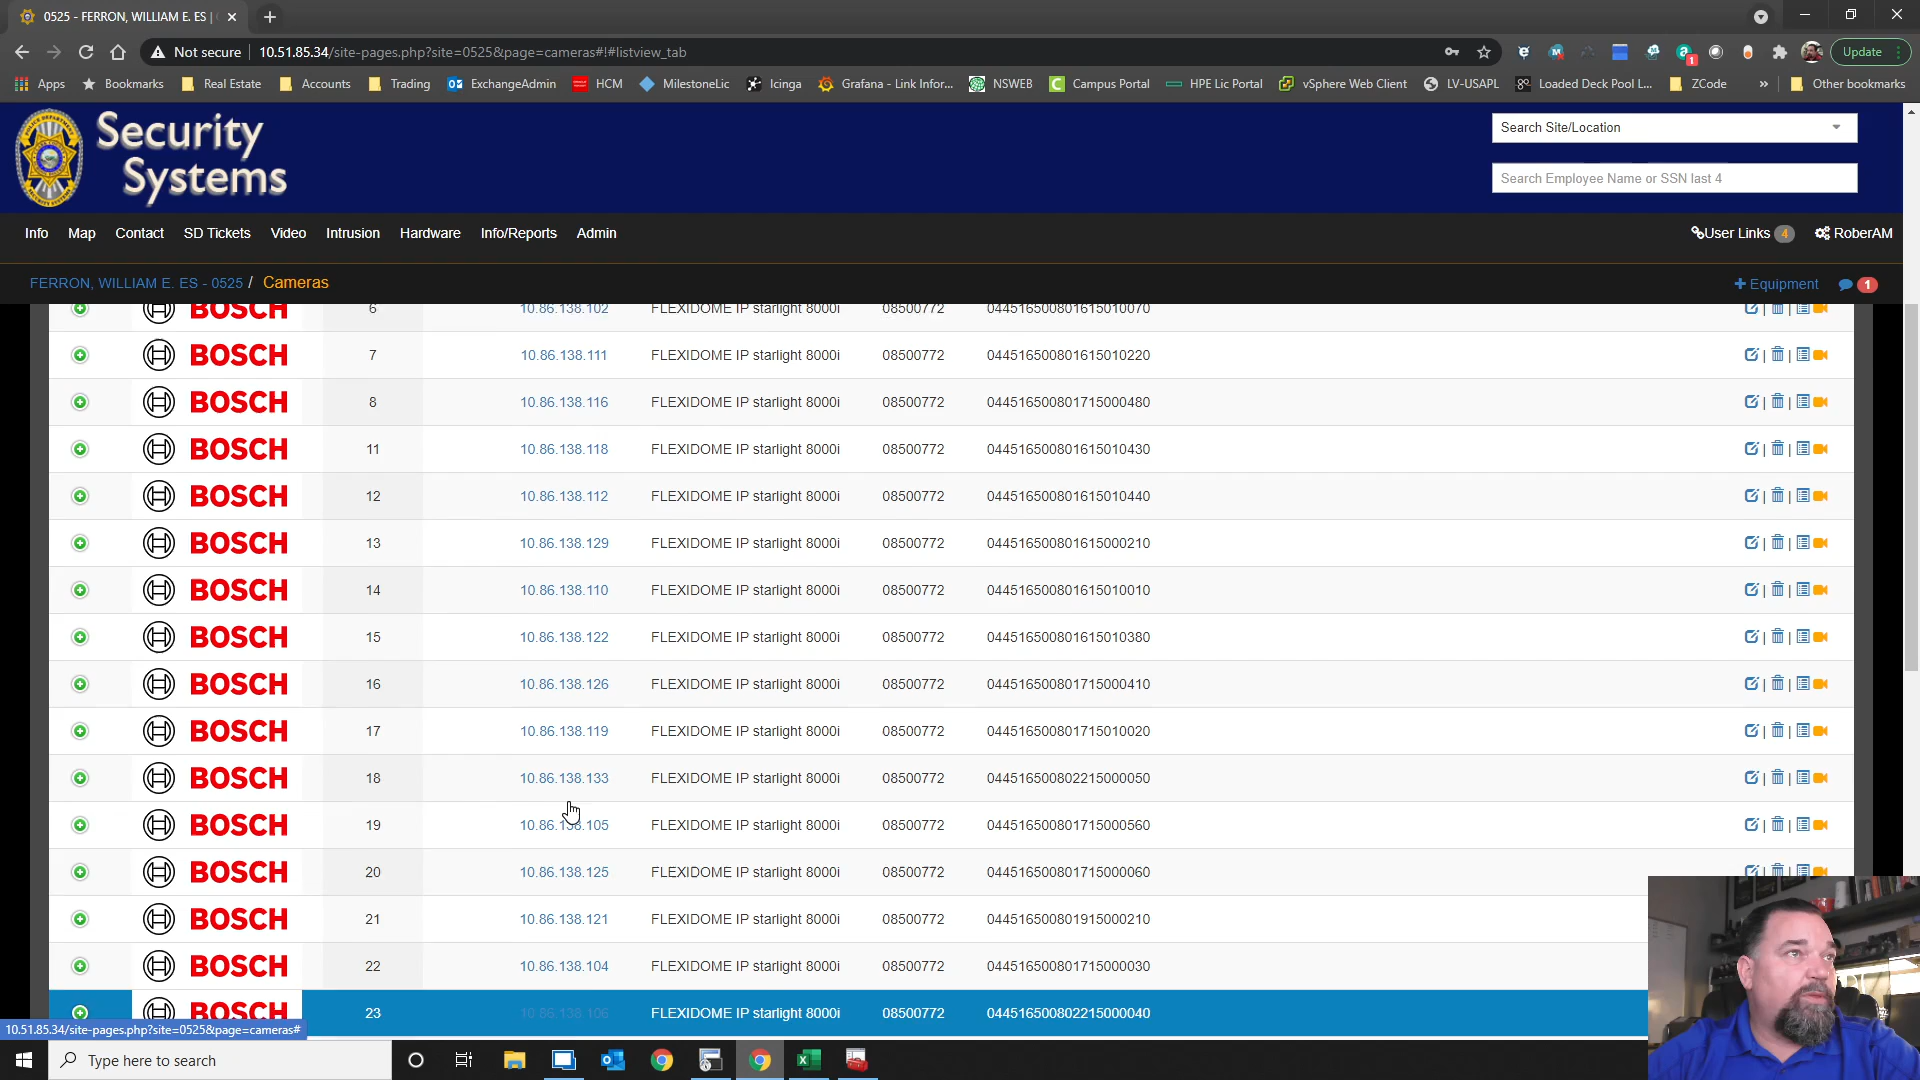 0525 - FERRON, WILLIAM E. ES |
Not secure 10.51.85.34/site-pages.php?site=0525&page=cameras#!#listview_tab
Update
Apps Bookmarks Real Estate Accounts Trading ExchangeAdmin HCM MilestoneLic Icinga Grafana - Link Infor... NSWEB Campus Portal HPE Lic Portal vSphere Web Client LV-USAPL Loaded Deck Pool L... ZCode » Other bookmarks
Security
Systems
Search Site/Location
Search Employee Name or SSN last 4
Info Map Contact SD Tickets Video Intrusion Hardware Info/Reports Admin User Links 4 RoberAM
FERRON, WILLIAM E. ES - 0525 / Cameras + Equipment 1
BOSCH 6 10.86.138.102 FLEXIDOME IP starlight 8000i 08500772 044516500801615010070
BOSCH 7 10.86.138.111 FLEXIDOME IP starlight 8000i 08500772 044516500801615010220
BOSCH 8 10.86.138.116 FLEXIDOME IP starlight 8000i 08500772 044516500801715000480
BOSCH 11 10.86.138.118 FLEXIDOME IP starlight 8000i 08500772 044516500801615010430
BOSCH 12 10.86.138.112 FLEXIDOME IP starlight 8000i 08500772 044516500801615010440
BOSCH 13 10.86.138.129 FLEXIDOME IP starlight 8000i 08500772 044516500801615000210
BOSCH 14 10.86.138.110 FLEXIDOME IP starlight 8000i 08500772 044516500801615010010
BOSCH 15 10.86.138.122 FLEXIDOME IP starlight 8000i 08500772 044516500801615010380
BOSCH 16 10.86.138.126 FLEXIDOME IP starlight 8000i 08500772 044516500801715000410
BOSCH 17 10.86.138.119 FLEXIDOME IP starlight 8000i 08500772 044516500801715010020
BOSCH 18 10.86.138.133 FLEXIDOME IP starlight 8000i 08500772 044516500802215000050
BOSCH 19 10.86.138.105 FLEXIDOME IP starlight 8000i 08500772 044516500801715000560
BOSCH 20 10.86.138.125 FLEXIDOME IP starlight 8000i 08500772 044516500801715000060
BOSCH 21 10.86.138.121 FLEXIDOME IP starlight 8000i 08500772 044516500801915000210
BOSCH 22 10.86.138.104 FLEXIDOME IP starlight 8000i 08500772 044516500801715000030
BOSCH 23 10.86.138.106 FLEXIDOME IP starlight 8000i 08500772 044516500802215000040
10.51.85.34/site-pages.php?site=0525&page=cameras#
Type here to search